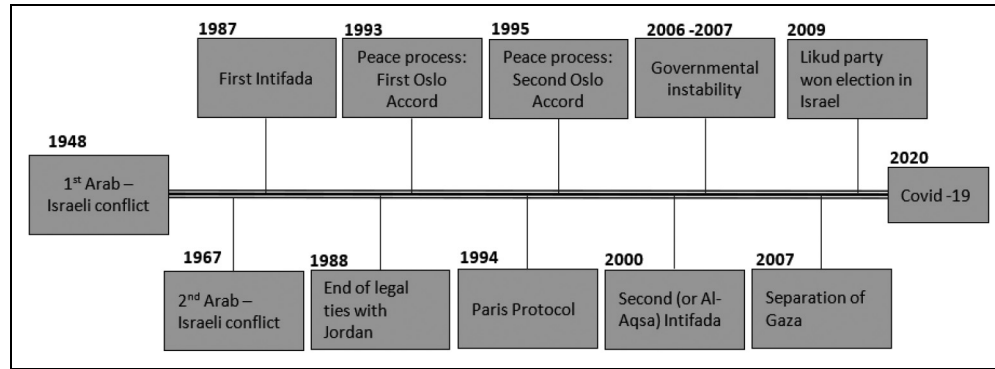 1948
1st Arab –
Israeli conflict
1967
2nd Arab –
Israeli conflict
1987
First Intifada
1988
End of legal
ties with
Jordan
1993
Peace process:
First Oslo
Accord
1994
Paris Protocol
1995
Peace process:
Second Oslo
Accord
2000
Second (or Al-
Aqsa) Intifada
2006 -2007
Governmental
instability
2007
Separation of
Gaza
2009
Likud party
won election in
Israel
2020
Covid -19